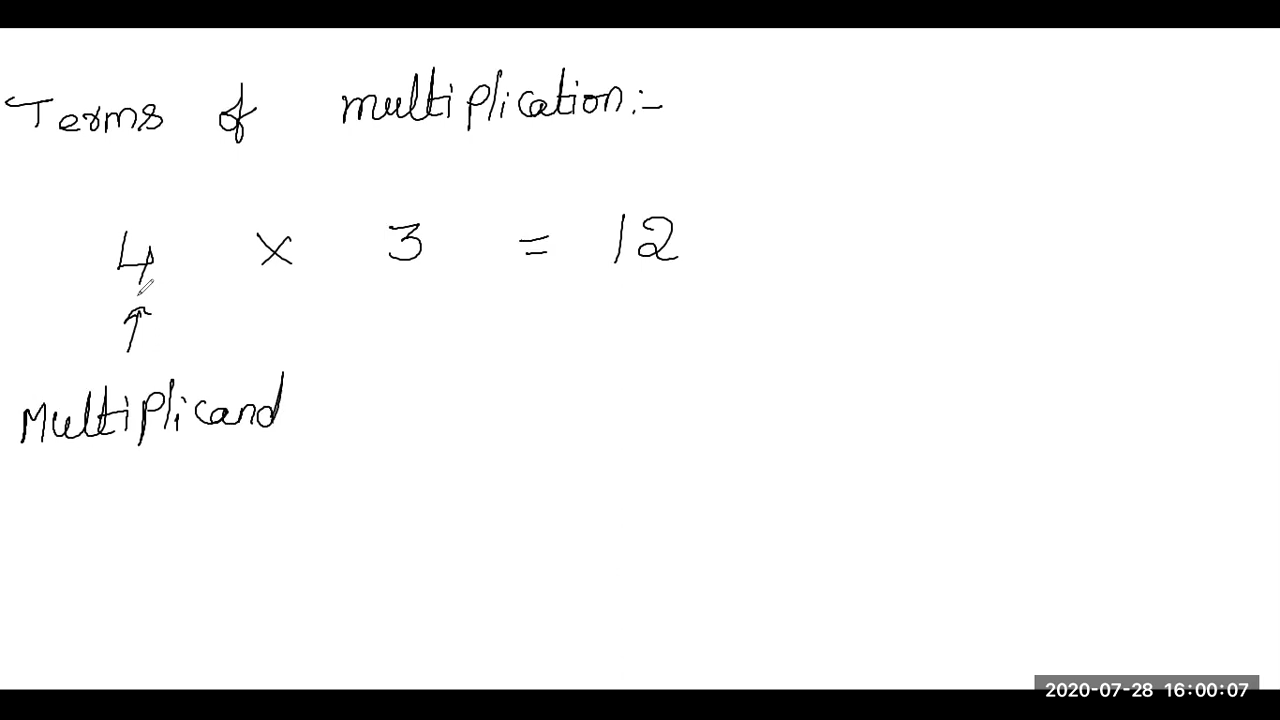 Terms of multiplication:-
4 × 3 = 12
↑
Multiplicand
2020-07-28 16:00:07